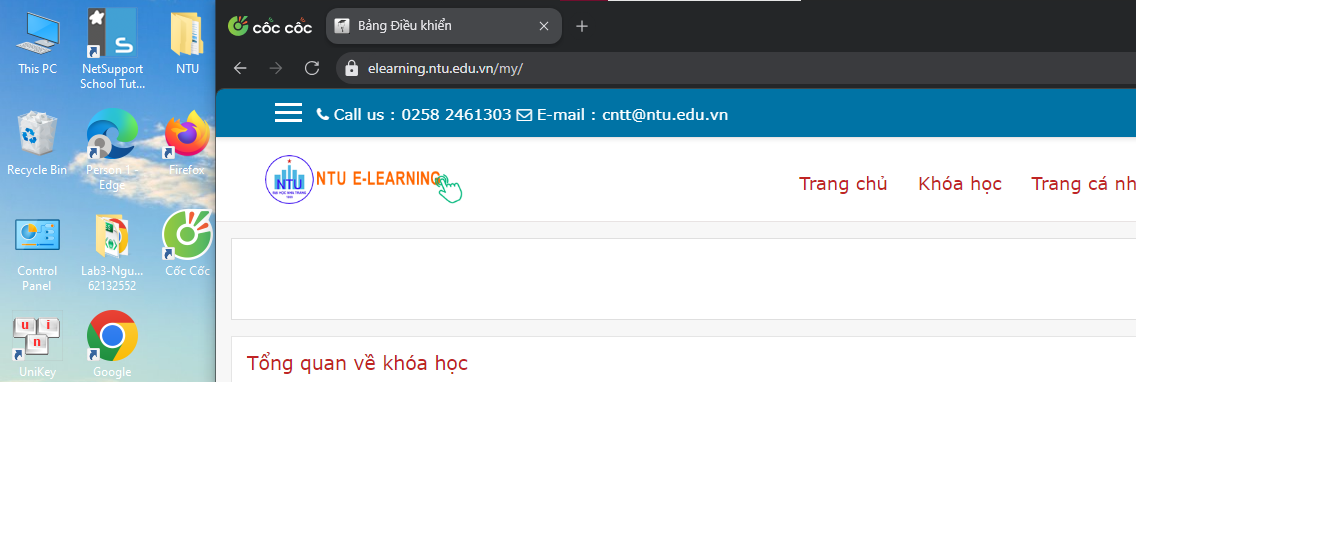 This PC
NetSupport
School Tut...
NTU
Recycle Bin
Person 1 -
Edge
Firefox
Control
Panel
Lab3-Ngu...
62132552
Cốc Cốc
UniKey
Google
cốc cốc
Bảng Điều khiển
elearning.ntu.edu.vn/my/
Call us : 0258 2461303 E-mail : cntt@ntu.edu.vn
NTU
NTU E-LEARNING
Trang chủ Khóa học Trang cá nh
Tổng quan về khóa học